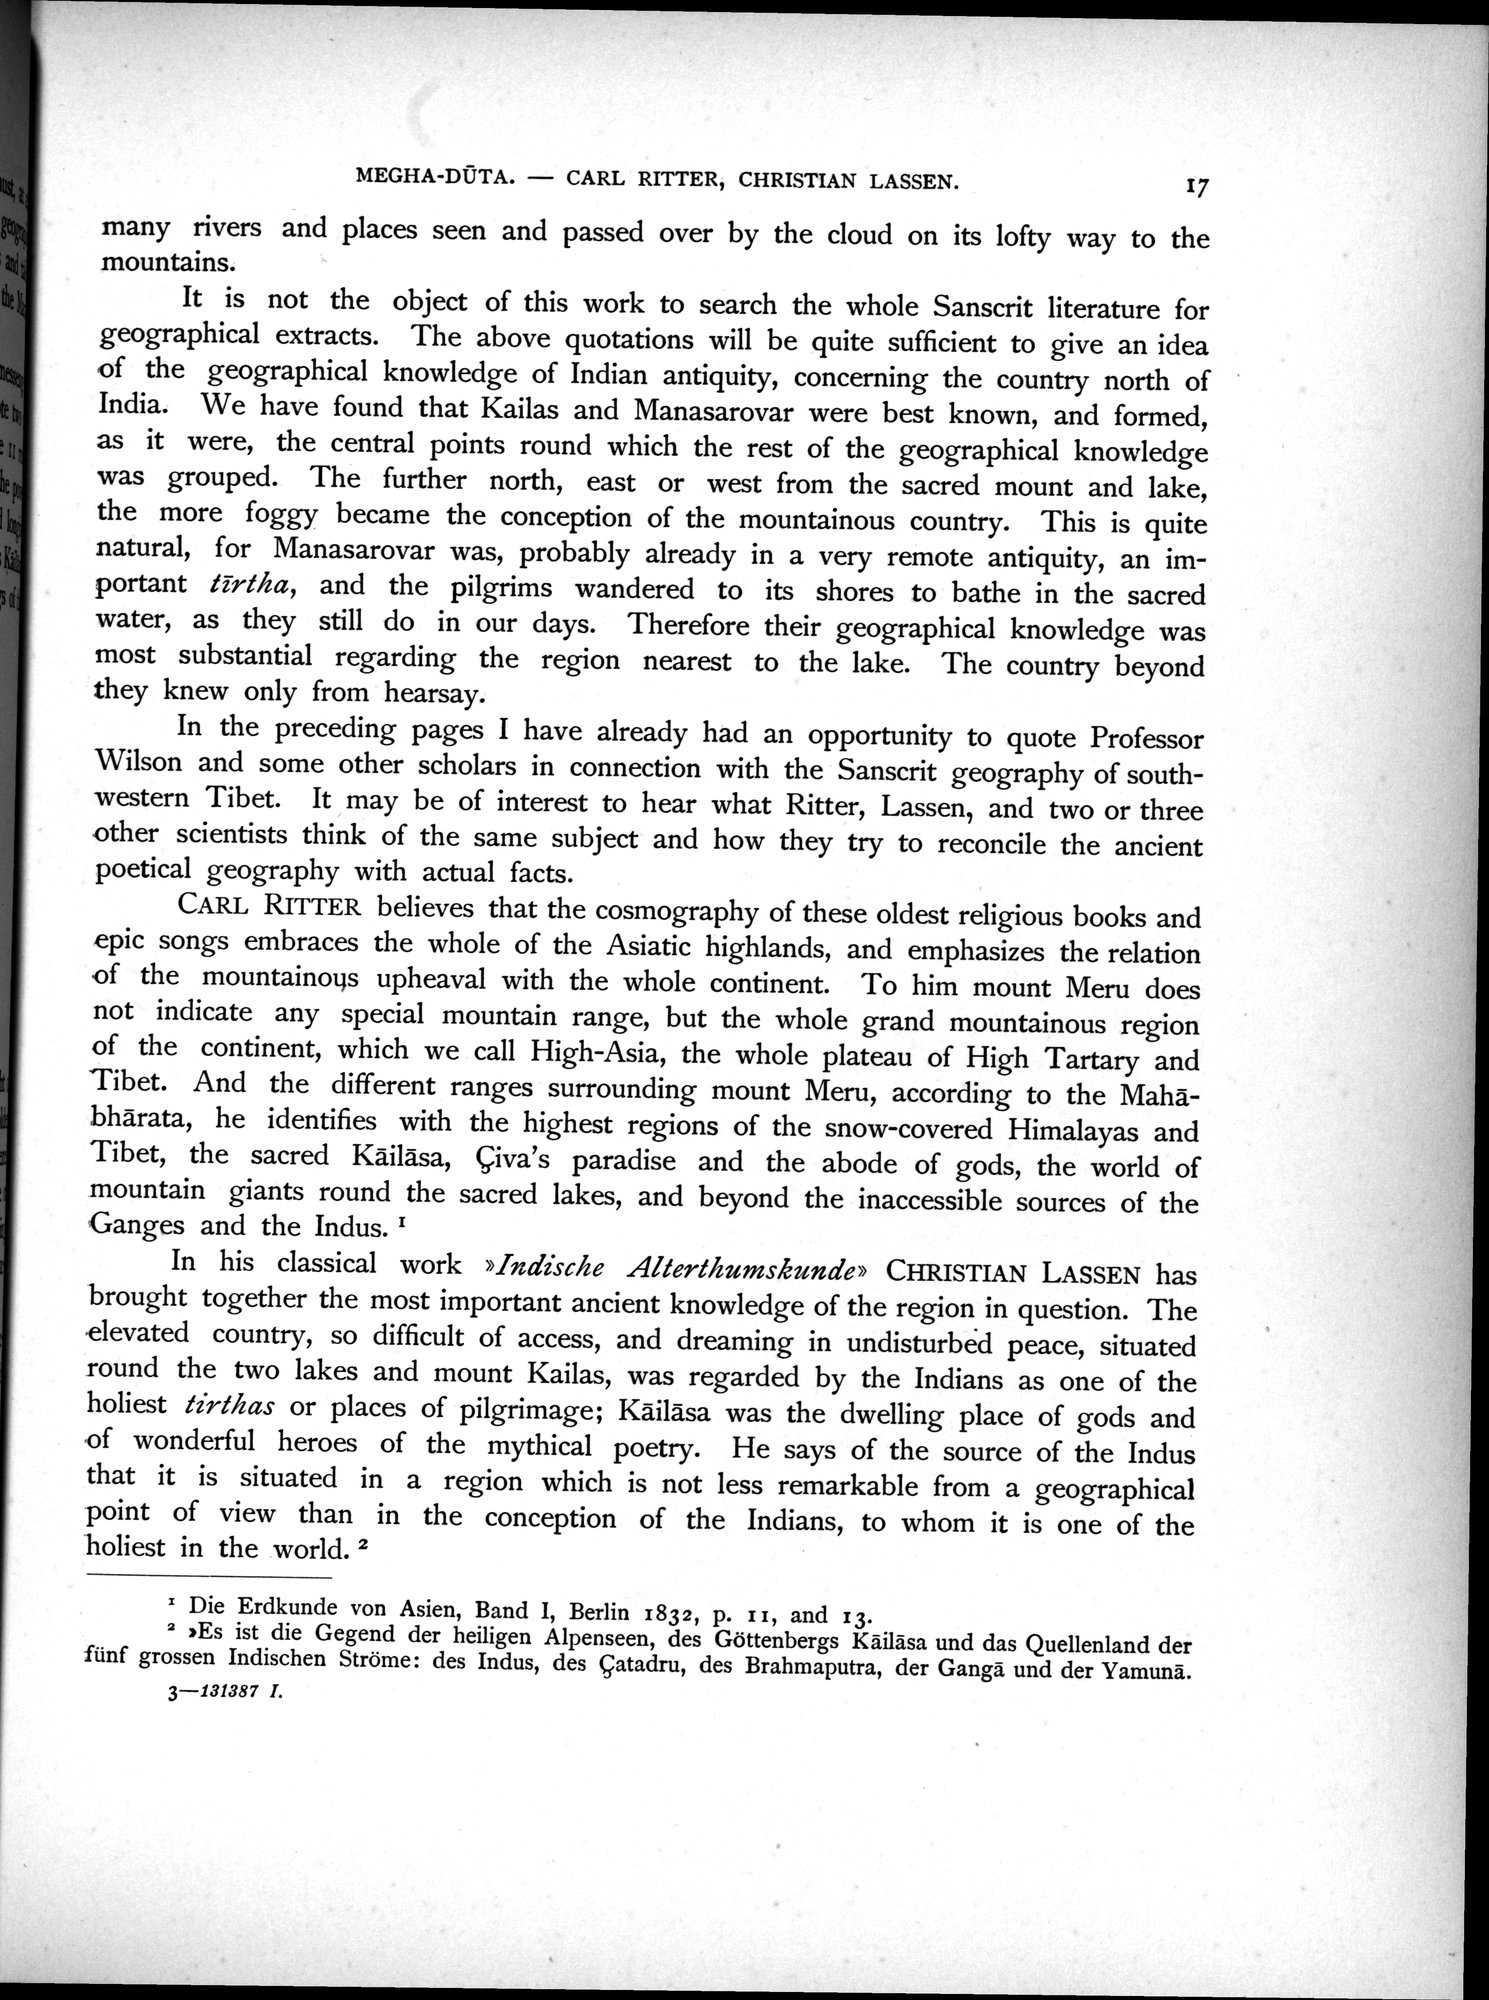 MEGHA-DŪTA. — CARL RITTER, CHRISTIAN LASSEN. 17
many rivers and places seen and passed over by the cloud on its lofty way to the
mountains.
It is not the object of this work to search the whole Sanscrit literature for
geographical extracts. The above quotations will be quite sufficient to give an idea
of the geographical knowledge of Indian antiquity, concerning the country north of
India. We have found that Kailas and Manasarovar were best known, and formed,
as it were, the central points round which the rest of the geographical knowledge
was grouped. The further north, east or west from the sacred mount and lake,
the more foggy became the conception of the mountainous country. This is quite
natural, for Manasarovar was, probably already in a very remote antiquity, an im-
portant tīrtha, and the pilgrims wandered to its shores to bathe in the sacred
water, as they still do in our days. Therefore their geographical knowledge was
most substantial regarding the region nearest to the lake. The country beyond
they knew only from hearsay.
In the preceding pages I have already had an opportunity to quote Professor
Wilson and some other scholars in connection with the Sanscrit geography of south-
western Tibet. It may be of interest to hear what Ritter, Lassen, and two or three
other scientists think of the same subject and how they try to reconcile the ancient
poetical geography with actual facts.
CARL RITTER believes that the cosmography of these oldest religious books and
epic songs embraces the whole of the Asiatic highlands, and emphasizes the relation
of the mountainous upheaval with the whole continent. To him mount Meru does
not indicate any special mountain range, but the whole grand mountainous region
of the continent, which we call High-Asia, the whole plateau of High Tartary and
Tibet. And the different ranges surrounding mount Meru, according to the Mahā-
bhārata, he identifies with the highest regions of the snow-covered Himalayas and
Tibet, the sacred Kāilāsa, Çiva's paradise and the abode of gods, the world of
mountain giants round the sacred lakes, and beyond the inaccessible sources of the
Ganges and the Indus. ¹
In his classical work »Indische Alterthumskunde» CHRISTIAN LASSEN has
brought together the most important ancient knowledge of the region in question. The
elevated country, so difficult of access, and dreaming in undisturbed peace, situated
round the two lakes and mount Kailas, was regarded by the Indians as one of the
holiest tirthas or places of pilgrimage; Kāilāsa was the dwelling place of gods and
of wonderful heroes of the mythical poetry. He says of the source of the Indus
that it is situated in a region which is not less remarkable from a geographical
point of view than in the conception of the Indians, to whom it is one of the
holiest in the world. ²
¹ Die Erdkunde von Asien, Band I, Berlin 1832, p. 11, and 13.
² »Es ist die Gegend der heiligen Alpenseen, des Göttenbergs Kāilāsa und das Quellenland der
fünf grossen Indischen Ströme: des Indus, des Çatadru, des Brahmaputra, der Gangā und der Yamunā.
3—131387 I.